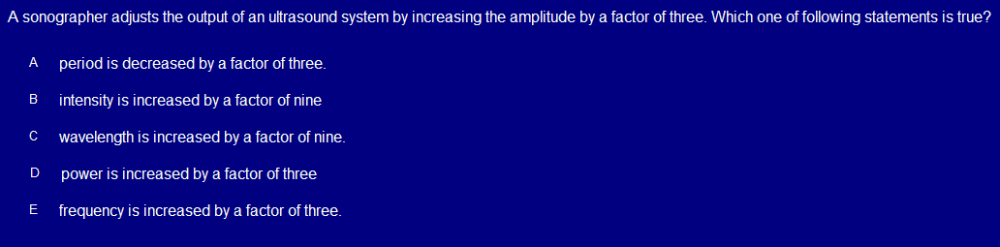 A sonographer adjusts the output of an ultrasound system by increasing the amplitude by a factor of three. Which one of following statements is true?
A period is decreased by a factor of three.
B intensity is increased by a factor of nine
C wavelength is increased by a factor of nine.
D power is increased by a factor of three
E frequency is increased by a factor of three.